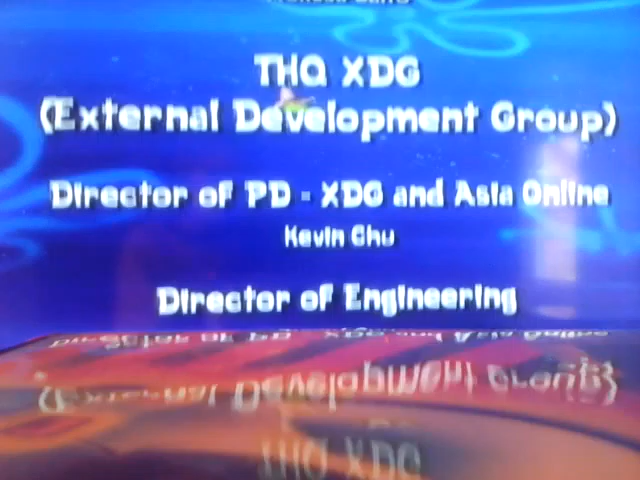 THQ XDG
(External Development Group)
Director of PD - XDG and Asia Online
Kevin Chu
Director of Engineering